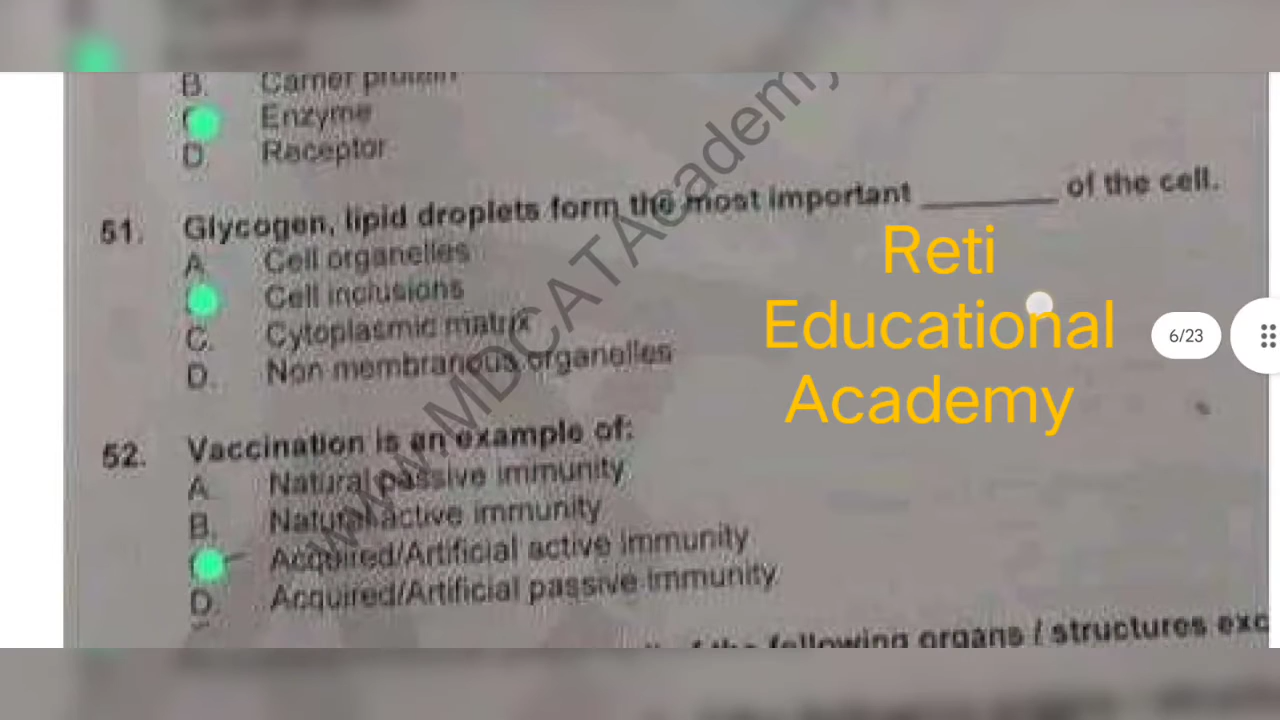 B. Carrier protein
Enzyme
D. Receptor
51. Glycogen, lipid droplets form the most important ________ of the cell.
A. Cell organelles
Cell inclusions
C. Cytoplasmic matrix
D. Non membranous organelles
Reti
Educational
Academy
6/23
52. Vaccination is an example of:
A. Natural passive immunity
B. Natural active immunity
Acquired/Artificial active immunity
D. Acquired/Artificial passive immunity
of the following organs / structures exc
www.MDCATAcademy